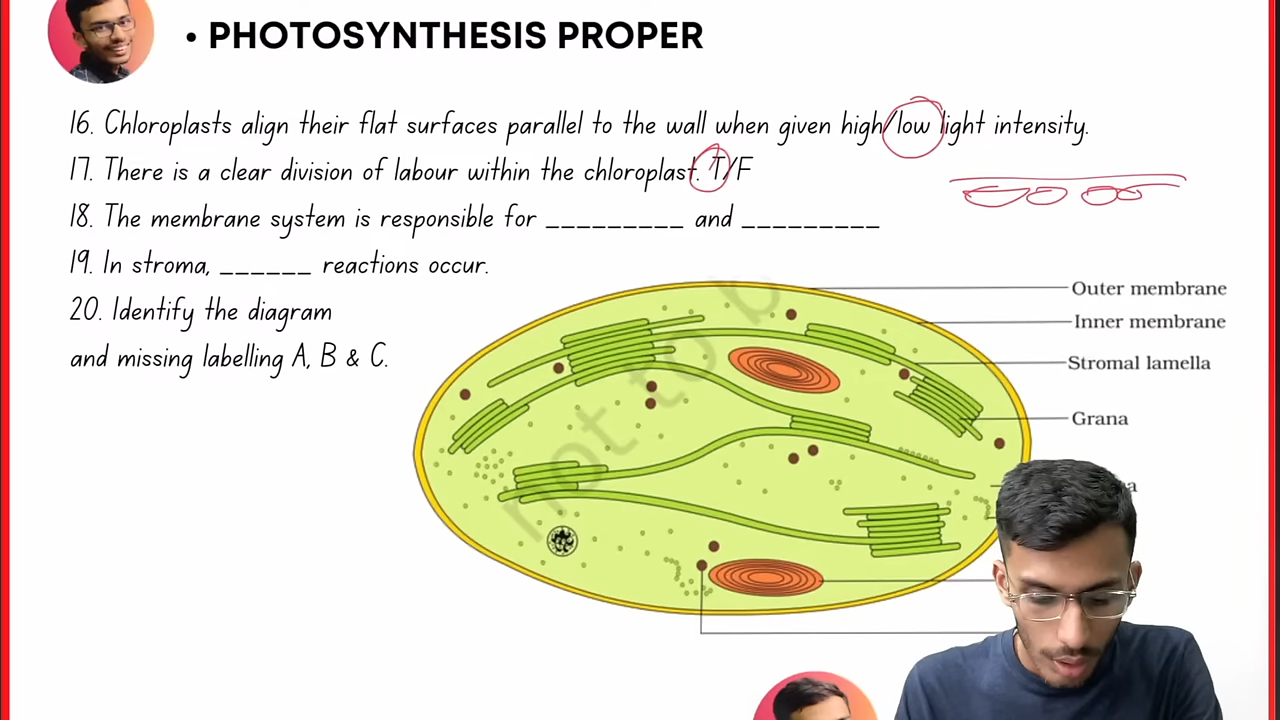 • PHOTOSYNTHESIS PROPER
16. Chloroplasts align their flat surfaces parallel to the wall when given high/low light intensity.
17. There is a clear division of labour within the chloroplast. T/F
18. The membrane system is responsible for _________ and _________
19. In stroma, ______ reactions occur.
20. Identify the diagram
and missing labelling A, B & C.
Outer membrane
Inner membrane
Stromal lamella
Grana
not to b